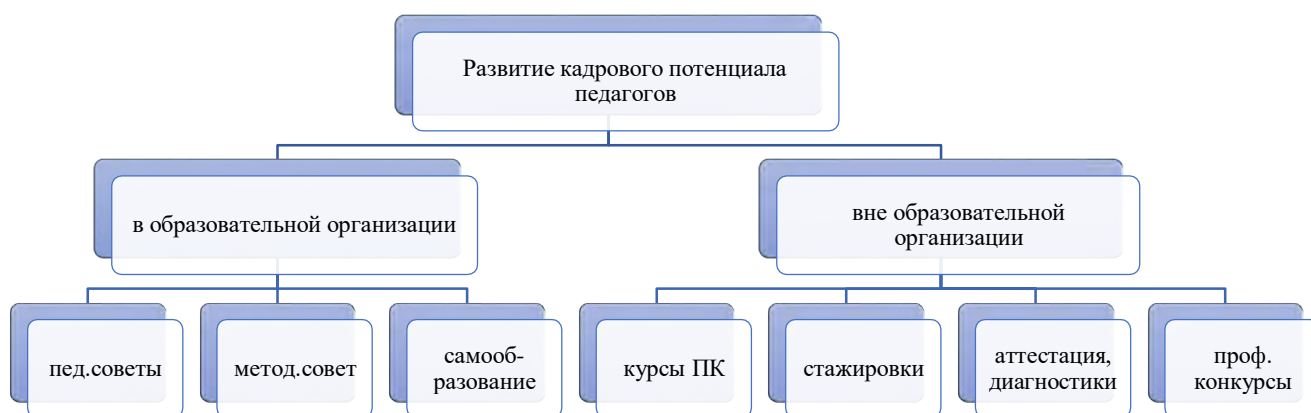 Развитие кадрового потенциала
педагогов
в образовательной организации
вне образовательной
организации
пед.советы
метод.совет
самооб-
разование
курсы ПК
стажировки
аттестация,
диагностики
проф.
конкурсы